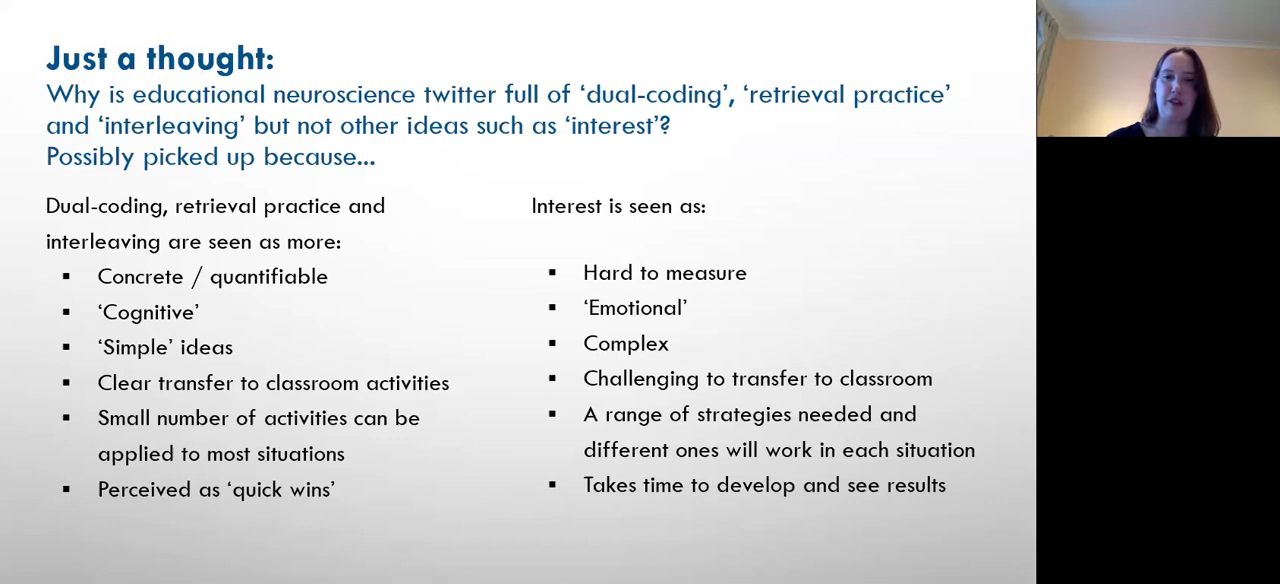 Just a thought:
Why is educational neuroscience twitter full of ‘dual-coding’, ‘retrieval practice’
and ‘interleaving’ but not other ideas such as ‘interest’?
Possibly picked up because...
Dual-coding, retrieval practice and
interleaving are seen as more:
▪ Concrete / quantifiable
▪ ‘Cognitive’
▪ ‘Simple’ ideas
▪ Clear transfer to classroom activities
▪ Small number of activities can be
applied to most situations
▪ Perceived as ‘quick wins’
Interest is seen as:
▪ Hard to measure
▪ ‘Emotional’
▪ Complex
▪ Challenging to transfer to classroom
▪ A range of strategies needed and
different ones will work in each situation
▪ Takes time to develop and see results